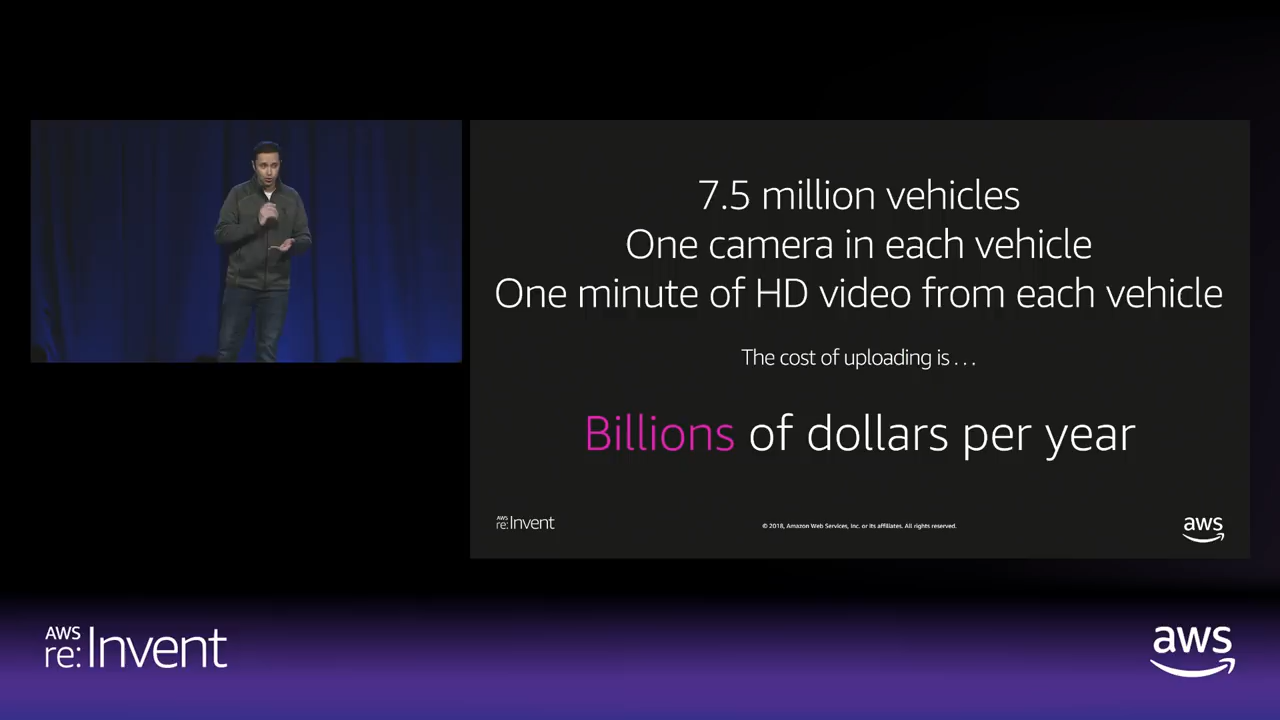 7.5 million vehicles
One camera in each vehicle
One minute of HD video from each vehicle
The cost of uploading is . . .
Billions of dollars per year
AWS
re:Invent
© 2018, Amazon Web Services, Inc. or its affiliates. All rights reserved.
aws
AWS
re:Invent
aws